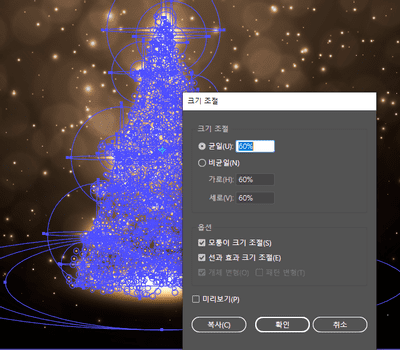 크기 조절
크기 조절
균일(U): 60%
비균일(N)
가로(H): 60%
세로(V): 60%
옵션
모퉁이 크기 조절(S)
선과 효과 크기 조절(E)
개체 변형(O) 패턴 변형(T)
미리보기(P)
복사(C) 확인 취소